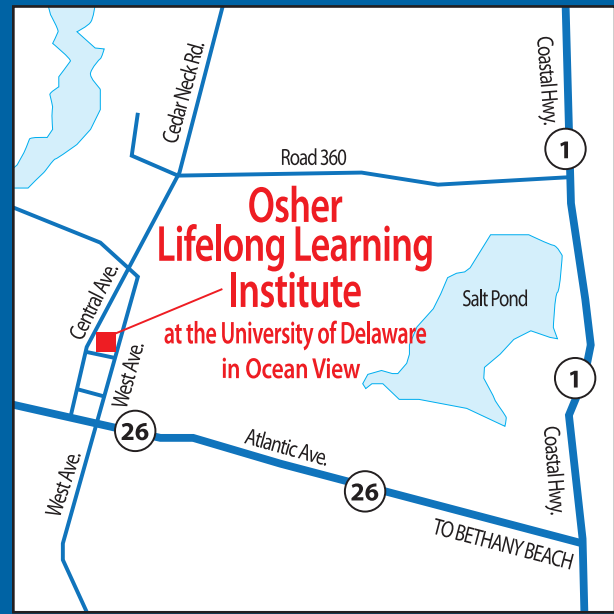 Cedar Neck Rd.
Coastal Hwy.
1
Road 360
Osher
Lifelong Learning
Institute
at the University of Delaware
in Ocean View
Salt Pond
Central Ave.
West Ave.
1
26
Atlantic Ave.
26
West Ave.
Coastal Hwy.
TO BETHANY BEACH